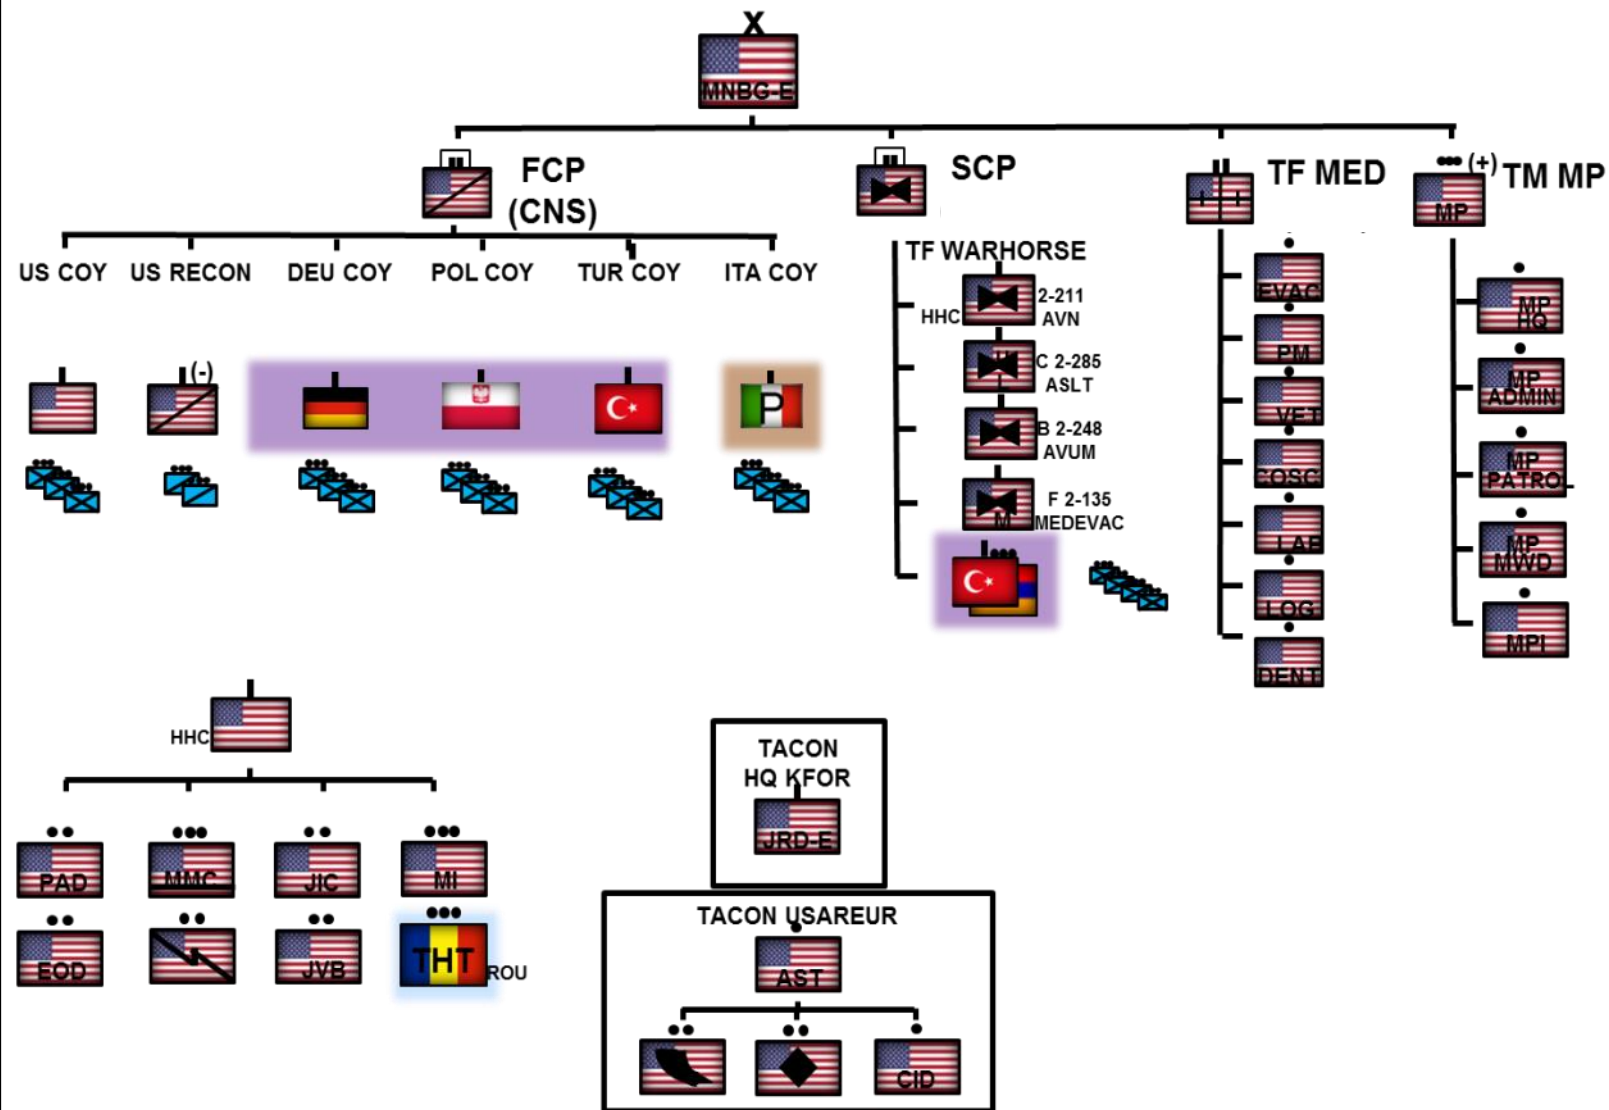 X
MNBG-E
FCP
(CNS)
SCP
TF MED
(+)
TM MP
MP
US COY
US RECON
DEU COY
POL COY
TUR COY
ITA COY
(-)
P
TF WARHORSE
HHC
2-211
AVN
C 2-285
ASLT
B 2-248
AVUM
F 2-135
MEDEVAC
M
EVAC
PM
VET
COSC
LAB
LOG
DENT
MP
HQ
MP
ADMIN
MP
PATROL
MP
MWD
MPI
HHC
PAD
MMC
JIC
MI
EOD
JVB
THT
ROU
TACON
HQ KFOR
JRD-E
TACON USAREUR
AST
CID